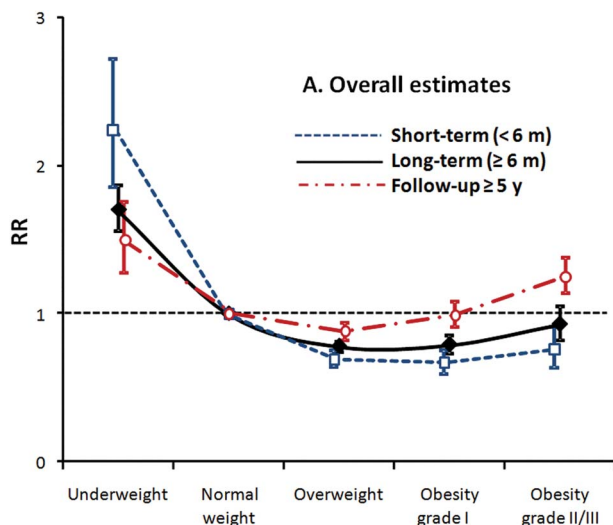 3
A. Overall estimates
Short-term (< 6 m)
Long-term (≥ 6 m)
Follow-up ≥ 5 y
2
RR
1
0
Underweight Normal weight Overweight Obesity grade I Obesity grade II/III